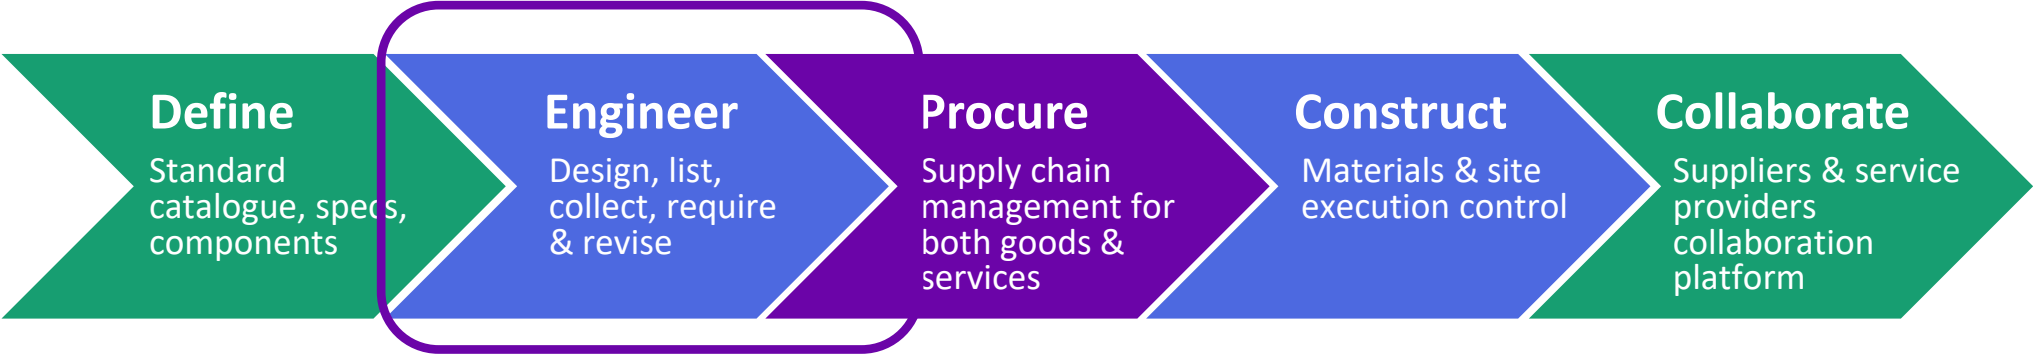 Define
Standard
catalogue, specs,
components
Engineer
Design, list,
collect, require
& revise
Procure
Supply chain
management for
both goods &
services
Construct
Materials & site
execution control
Collaborate
Suppliers & service
providers
collaboration
platform